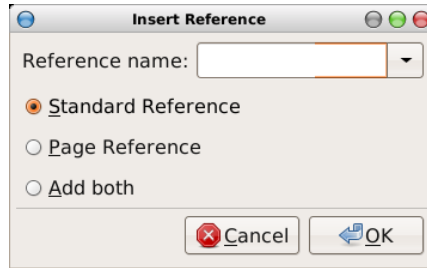 Insert Reference
Reference name:
Standard Reference
Page Reference
Add both
Cancel OK